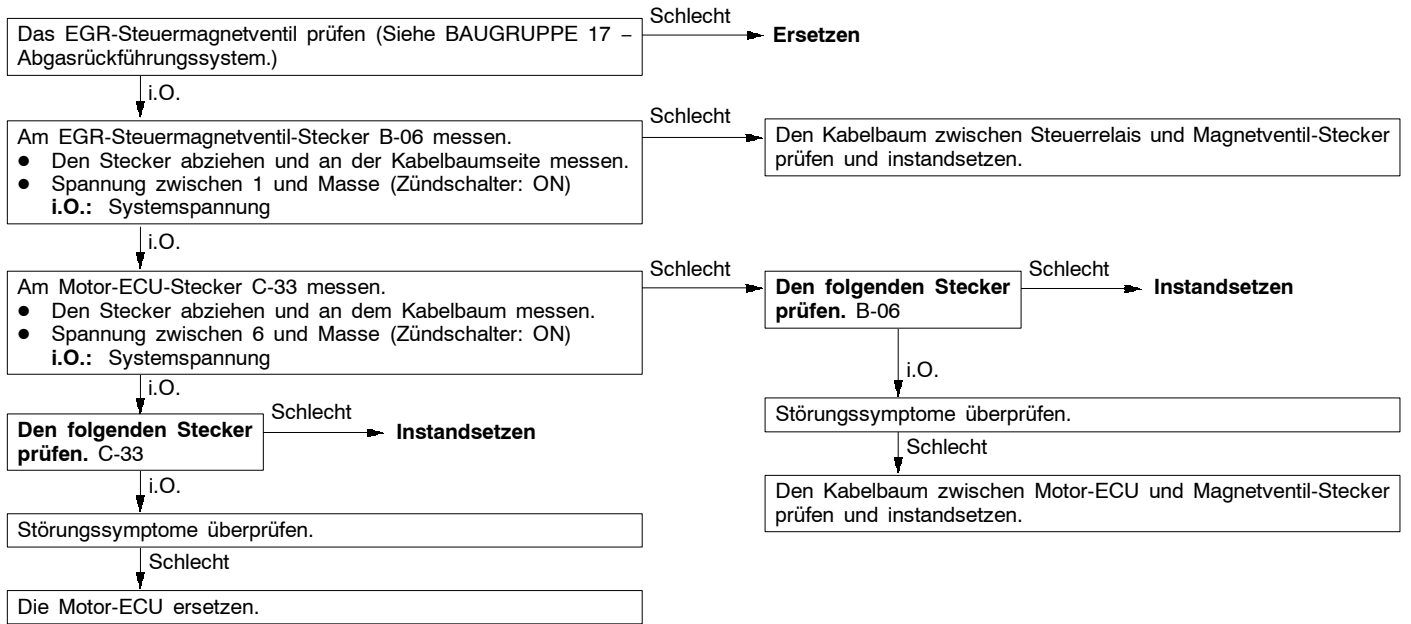 Das EGR-Steuermagnetventil prüfen (Siehe BAUGRUPPE 17 –
Abgasrückführungssystem.)
Schlecht
Ersetzen
i.O.
Am EGR-Steuermagnetventil-Stecker B-06 messen.
● Den Stecker abziehen und an der Kabelbaumseite messen.
● Spannung zwischen 1 und Masse (Zündschalter: ON)
i.O.: Systemspannung
Schlecht
Den Kabelbaum zwischen Steuerrelais und Magnetventil-Stecker
prüfen und instandsetzen.
i.O.
Am Motor-ECU-Stecker C-33 messen.
● Den Stecker abziehen und an dem Kabelbaum messen.
● Spannung zwischen 6 und Masse (Zündschalter: ON)
i.O.: Systemspannung
Schlecht
Den folgenden Stecker
prüfen. B-06
Schlecht
Instandsetzen
i.O.
Störungssymptome überprüfen.
Schlecht
Den Kabelbaum zwischen Motor-ECU und Magnetventil-Stecker
prüfen und instandsetzen.
i.O.
Den folgenden Stecker
prüfen. C-33
Schlecht
Instandsetzen
i.O.
Störungssymptome überprüfen.
Schlecht
Die Motor-ECU ersetzen.